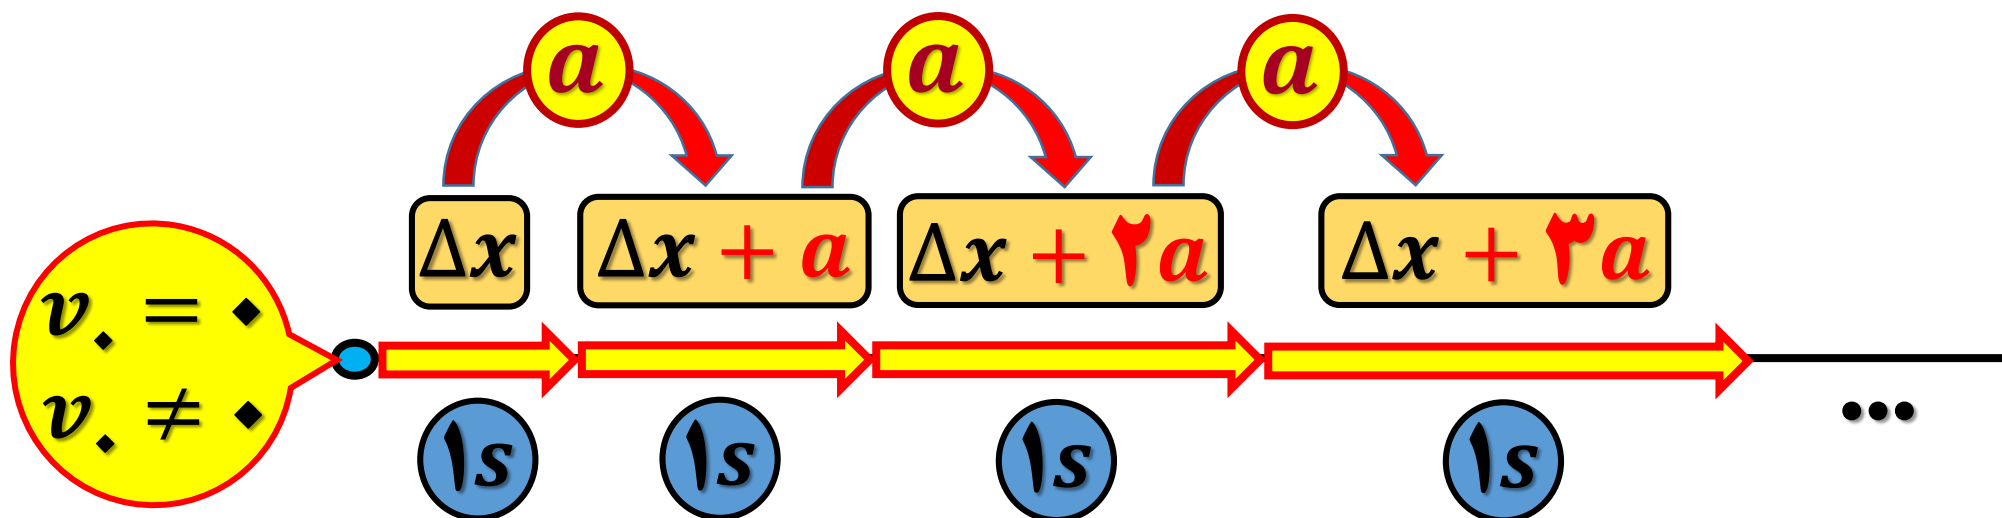 a a a
Δx Δx + a Δx + ۲a Δx + ۳a
v۰ = ۰
v۰ ≠ ۰
۱s ۱s ۱s ۱s
...